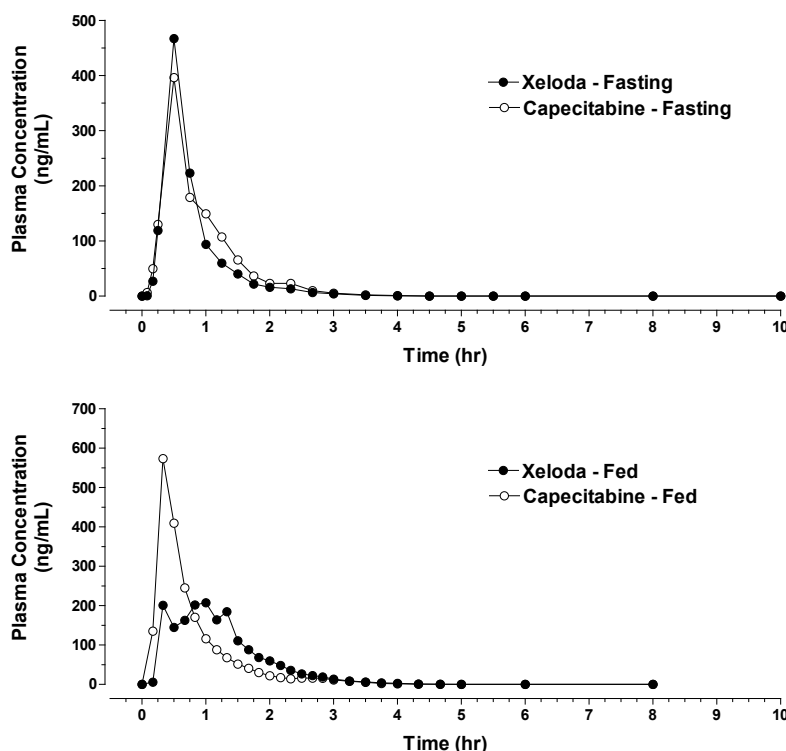 500
400
300
200
100
0
Plasma Concentration
(ng/mL)
Xeloda - Fasting
Capecitabine - Fasting
0 1 2 3 4 5 6 7 8 9 10
Time (hr)
700
600
500
400
300
200
100
0
Plasma Concentration
(ng/mL)
Xeloda - Fed
Capecitabine - Fed
0 1 2 3 4 5 6 7 8 9 10
Time (hr)